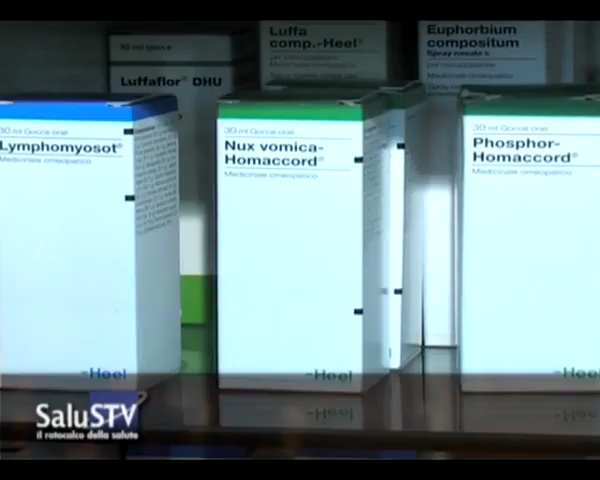 30 ml gocce
Luffaflor® DHU
Luffa
comp.-Heel®
Euphorbium
compositum
Spray nasale
30 ml Gocce orali
Lymphomyosot®
Medicinale omeopatico
30 ml Gocce orali
Nux vomica-
Homaccord®
Medicinale omeopatico
30 ml Gocce orali
Phosphor-
Homaccord®
Medicinale omeopatico
-Heel
-Heel
-Heel
SaluSTV
il rotocalco della salute